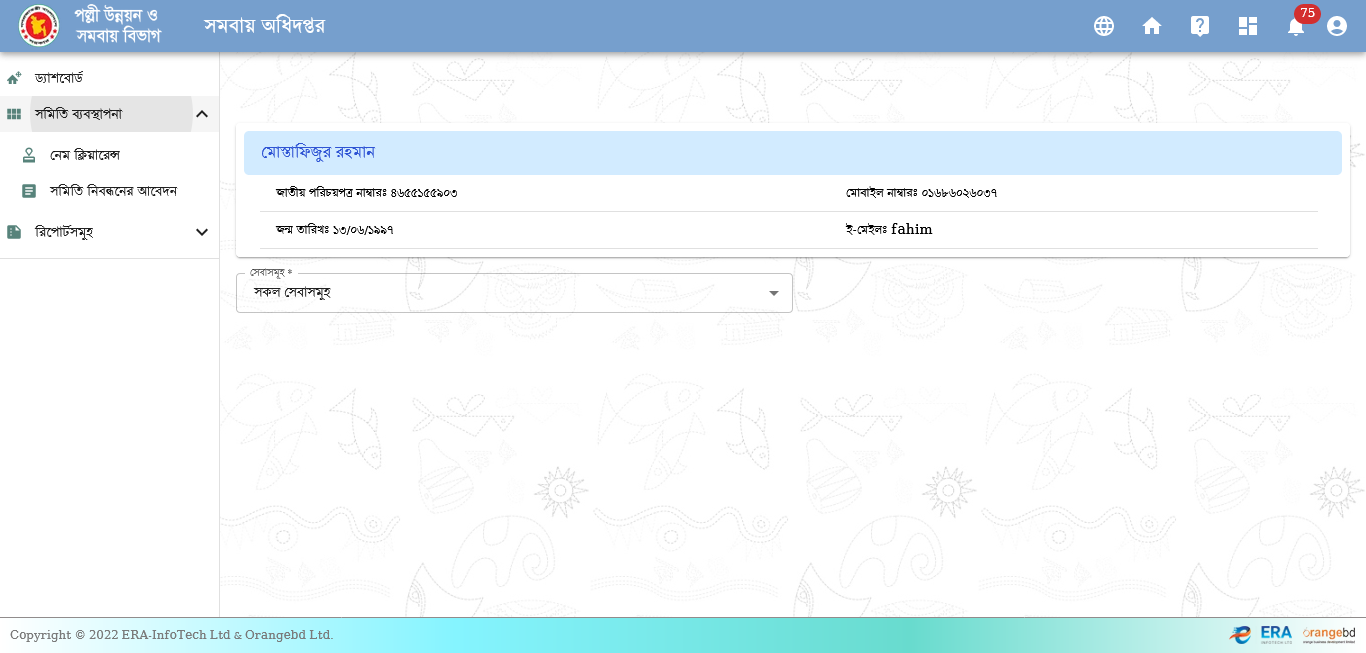 পল্লী উন্নয়ন ও
সমবায় বিভাগ
সমবায় অধিদপ্তর
75
ড্যাশবোর্ড
সমিতি ব্যবস্থাপনা
নেম ক্লিয়ারেন্স
সমিতি নিবন্ধনের আবেদন
রিপোর্টসমুহ
মোস্তাফিজুর রহমান
জাতীয় পরিচয়পত্র নাম্বারঃ ৪৬৫৫১৫৫৯০৩
মোবাইল নাম্বারঃ ০১৬৮৬০২৬০৩৭
জন্ম তারিখঃ ১৩/০৬/১৯৯৭
ই-মেইলঃ fahim
সেবাসমূহ *
সকল সেবাসমুহ
Copyright © 2022 ERA-InfoTech Ltd & Orangebd Ltd.
ERA
INFOTECH LTD
orangebd